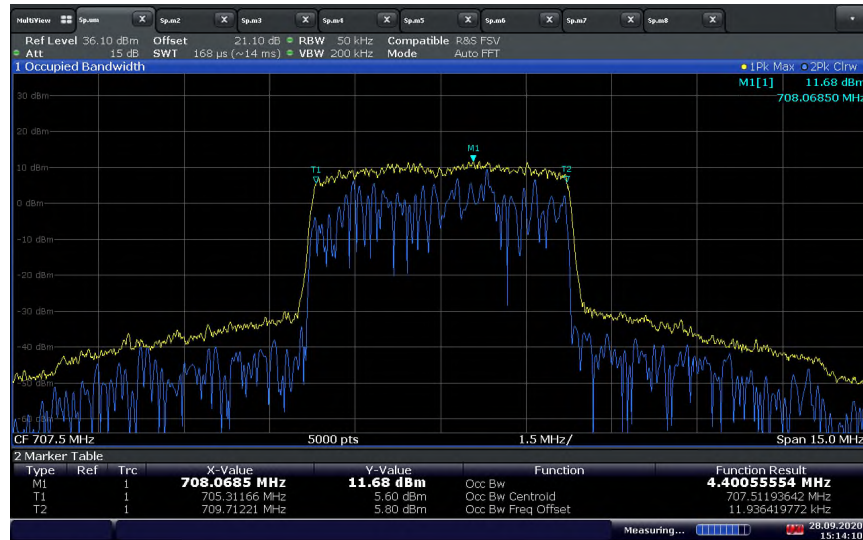 MultiView Sp.um X Sp.m2 X Sp.m3 X Sp.m4 X Sp.m5 X Sp.m6 X Sp.m7 X Sp.m8 X
Ref Level 36.10 dBm Offset 21.10 dB RBW 50 kHz Compatible R&S FSV
Att 15 dB SWT 168 µs (~14 ms) VBW 200 kHz Mode Auto FFT
1 Occupied Bandwidth 1Pk Max 2Pk Clrw
M1[1] 11.68 dBm
708.06850 MHz
30 dBm
20 dBm
M1
10 dBm T1 T2
0 dBm
-10 dBm
-20 dBm
-30 dBm
-40 dBm
-50 dBm
-60 dBm
CF 707.5 MHz 5000 pts 1.5 MHz/ Span 15.0 MHz
2 Marker Table
Type Ref Trc X-Value Y-Value Function Function Result
M1 1 708.0685 MHz 11.68 dBm Occ Bw 4.40055554 MHz
T1 1 705.31166 MHz 5.60 dBm Occ Bw Centroid 707.51193642 MHz
T2 1 709.71221 MHz 5.80 dBm Occ Bw Freq Offset 11.936419772 kHz
Measuring... 28.09.2020
15:14:10